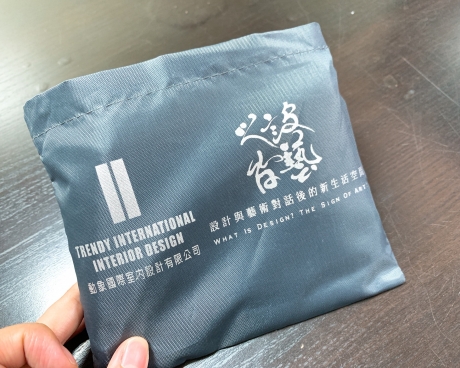 TRENDY INTERNATIONAL
INTERIOR DESIGN
動象國際室內設計有限公司
藝
設計與藝術對話後的新生活空間
WHAT IS DESIGN? THE SIGN OF ART